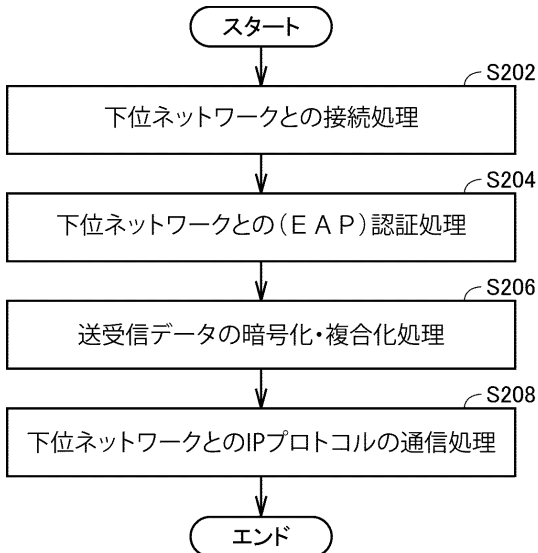 スタート
S202
下位ネットワークとの接続処理
S204
下位ネットワークとの(EAP)認証処理
S206
送受信データの暗号化・複合化処理
S208
下位ネットワークとのIPプロトコルの通信処理
エンド